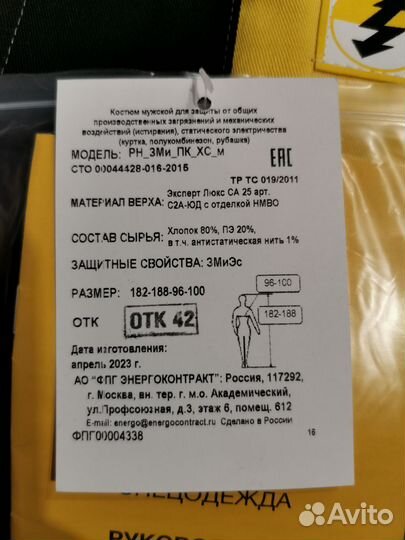 Костюм мужской для защиты от общих
производственных загрязнений и механических
воздействий (истирания), статического электричества
(куртка, полукомбинезон, рубашка)
МОДЕЛЬ: РН_ЗМи_ПК_ХС_м
EAC
СТО 00044428-016-2015
ТР ТС 019/2011
МАТЕРИАЛ ВЕРХА: Эксперт Люкс СА 25 арт.
С2А-ЮД с отделкой НМВО
СОСТАВ СЫРЬЯ: Хлопок 80%, ПЭ 20%,
в т.ч. антистатическая нить 1%
ЗАЩИТНЫЕ СВОЙСТВА: ЗМиЭс
РАЗМЕР: 182-188-96-100
96-100
182-188
ОТК ОТК 42
Дата изготовления:
апрель 2023 г.
АО "ФПГ ЭНЕРГОКОНТРАКТ": Россия, 117292,
г. Москва, вн. тер. г. м.о. Академический,
ул.Профсоюзная, д.3, этаж 6, помещ. 612
E-mail: energo@energocontract.ru Сделано в России
ФПГ00004338
16
СПЕЦОДЕЖДА
Avito